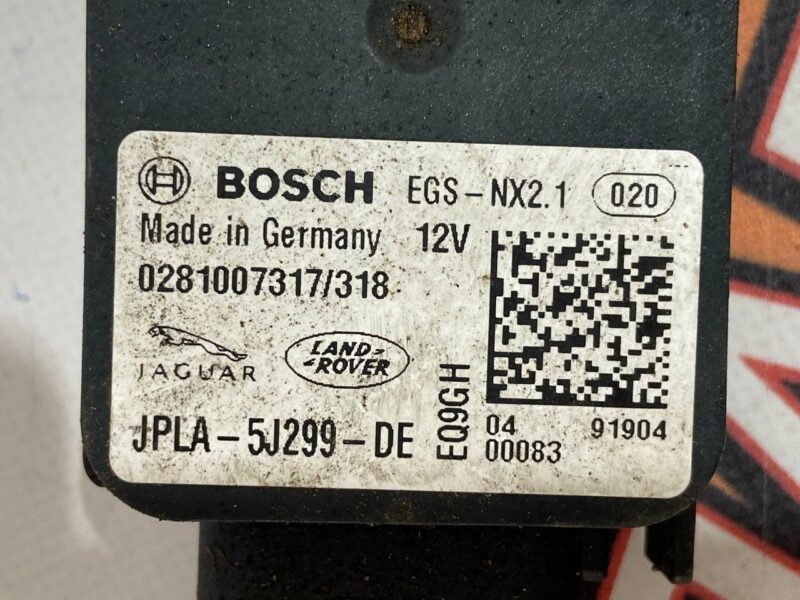 BOSCH EGS-NX2.1 020
Made in Germany 12V
0281007317/318
JAGUAR
LAND-
-ROVER
JPLA-5J299-DE
EQ9GH
04 91904
00083